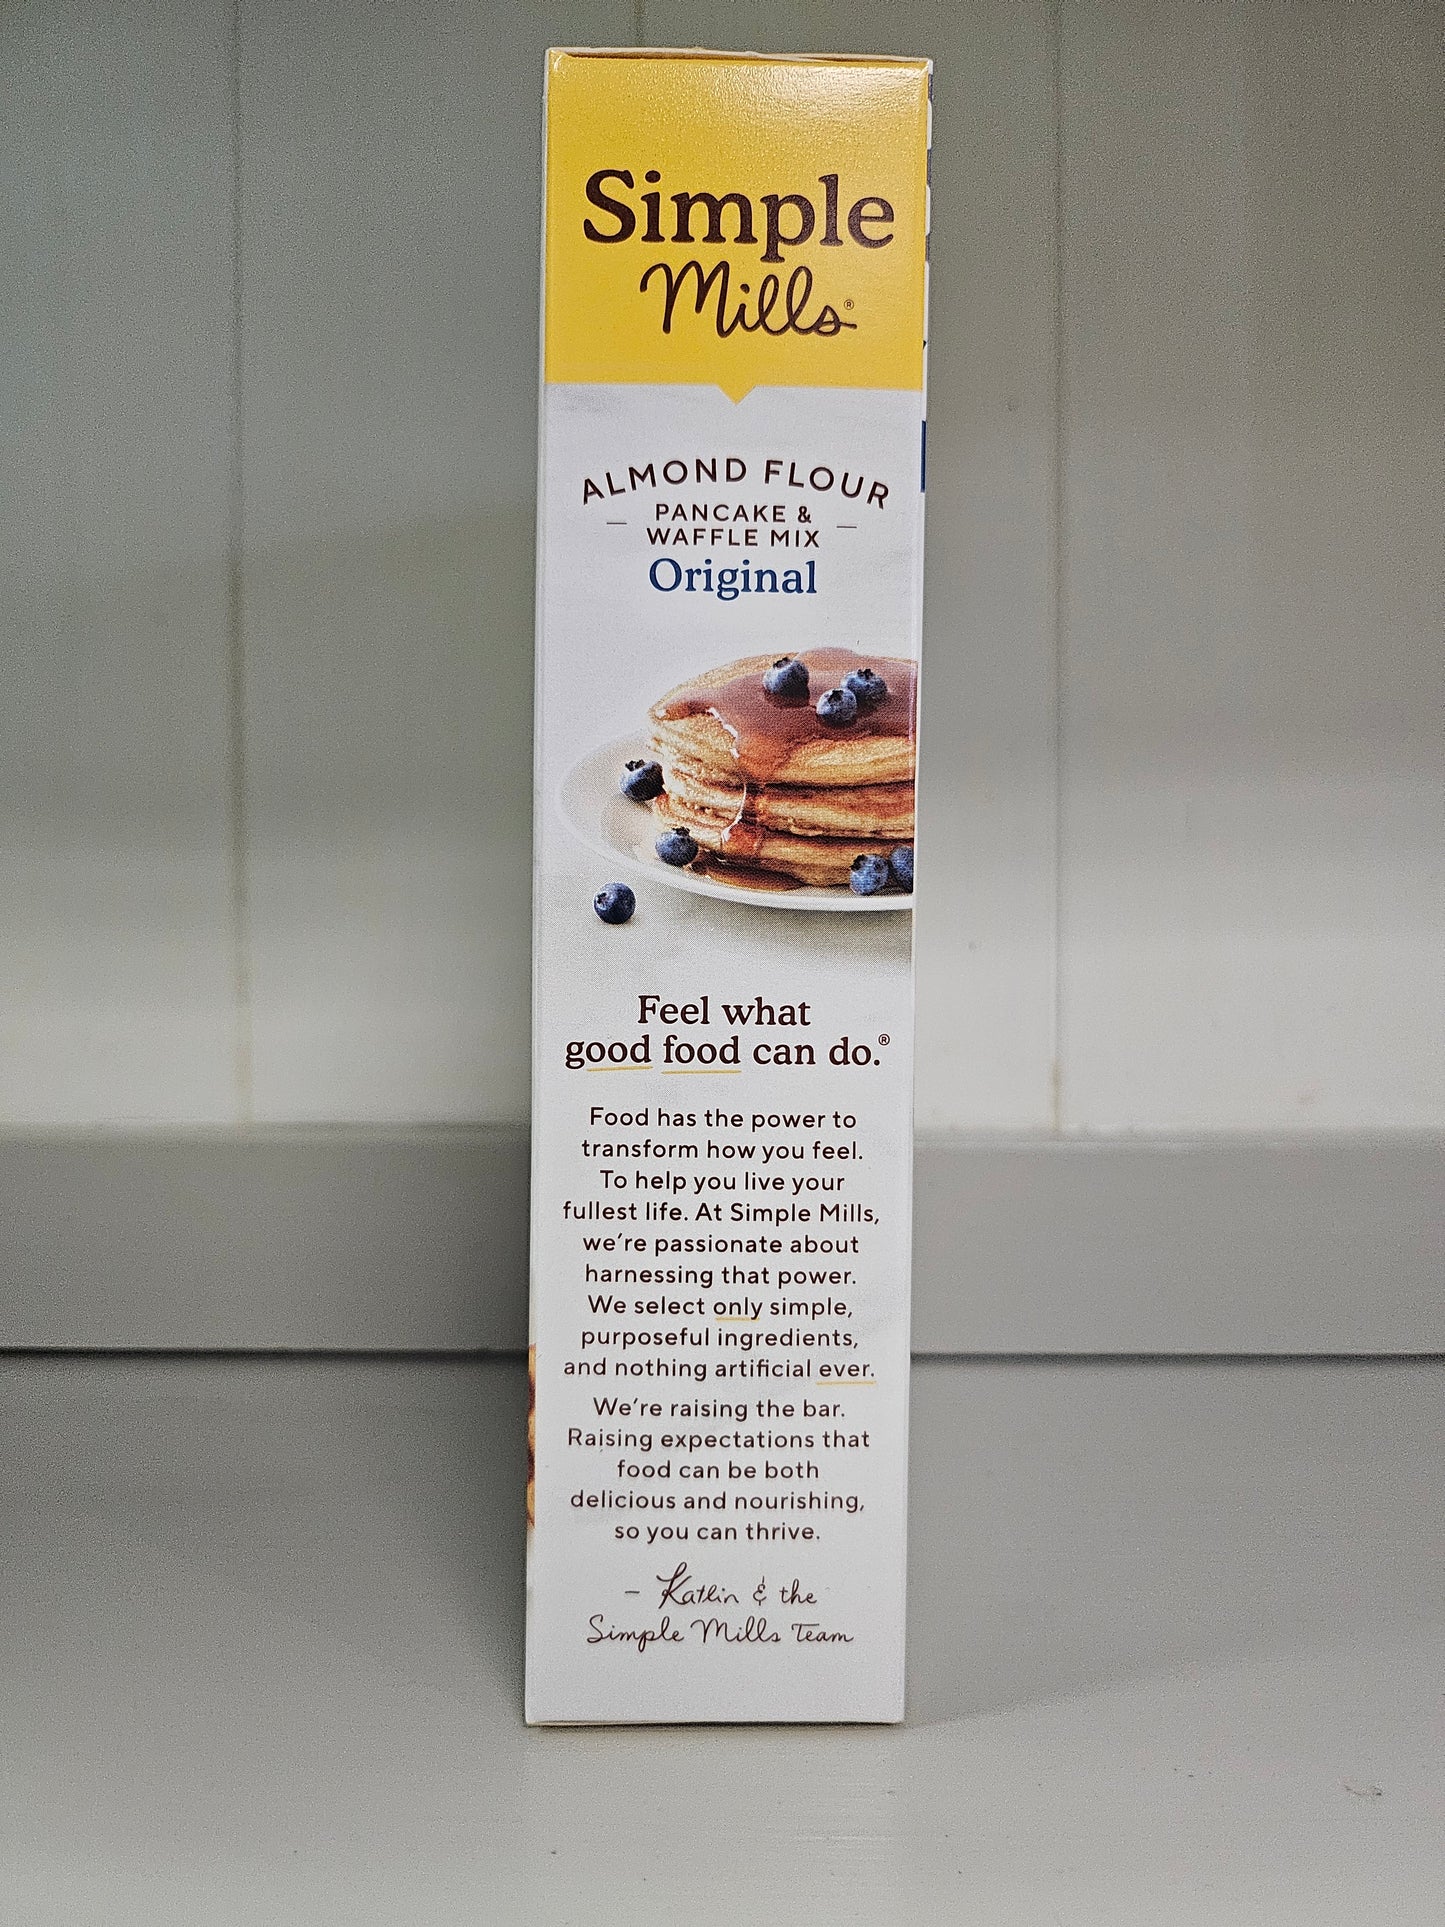 Simple
Mills®
ALMOND FLOUR
PANCAKE &
WAFFLE MIX
Original
Feel what
good food can do.®
Food has the power to
transform how you feel.
To help you live your
fullest life. At Simple Mills,
we're passionate about
harnessing that power.
We select only simple,
purposeful ingredients,
and nothing artificial ever.
We're raising the bar.
Raising expectations that
food can be both
delicious and nourishing,
so you can thrive.
– Katlin & the
Simple Mills Team